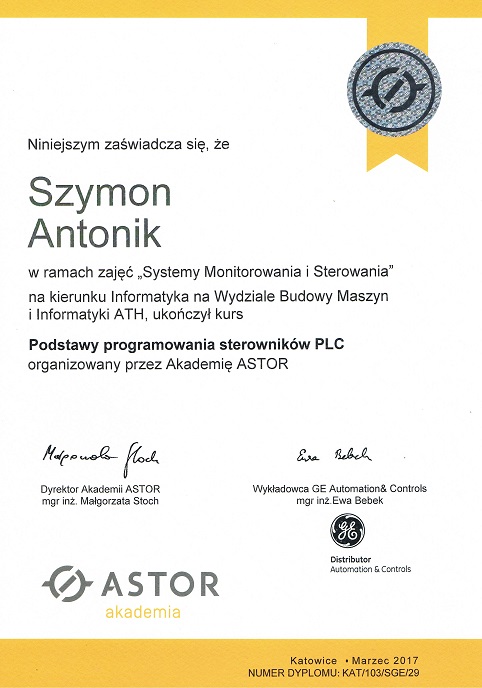 Niniejszym zaświadcza się, że
Szymon
Antonik
w ramach zajęć „Systemy Monitorowania i Sterowania”
na kierunku Informatyka na Wydziale Budowy Maszyn
i Informatyki ATH, ukończył kurs
Podstawy programowania sterowników PLC
organizowany przez Akademię ASTOR
Małgorzata Stoch
Ewa Bebek
Dyrektor Akademii ASTOR
mgr inż. Małgorzata Stoch
Wykładowca GE Automation& Controls
mgr inż.Ewa Bebek
GE
Distributor
Automation & Controls
ASTOR
akademia
Katowice • Marzec 2017
NUMER DYPLOMU: KAT/103/SGE/29